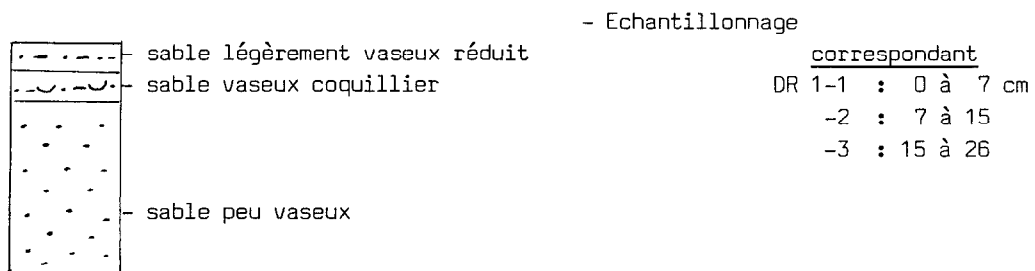 - Echantillonnage
sable légèrement vaseux réduit
correspondant
sable vaseux coquillier
DR 1-1 : 0 à 7 cm
-2 : 7 à 15
-3 : 15 à 26
sable peu vaseux